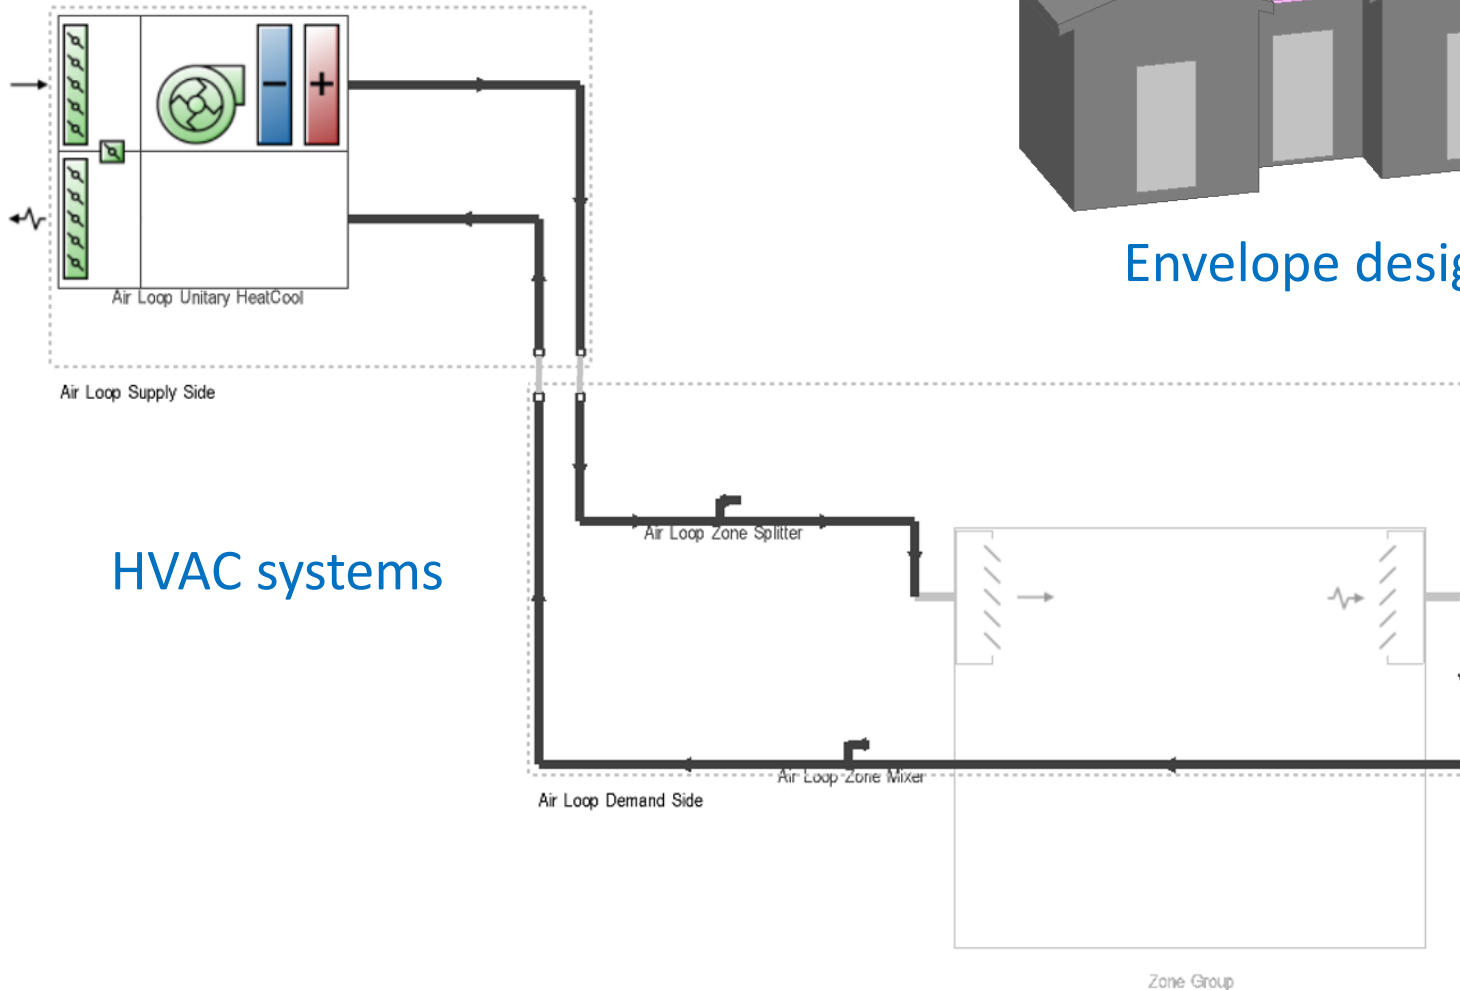 Air Loop Unitary HeatCool
Envelope
Air Loop Supply Side
Air Loop Zone Splitter
HVAC systems
Air Loop Zone Mixer
Air Loop Demand Side
Zone Group